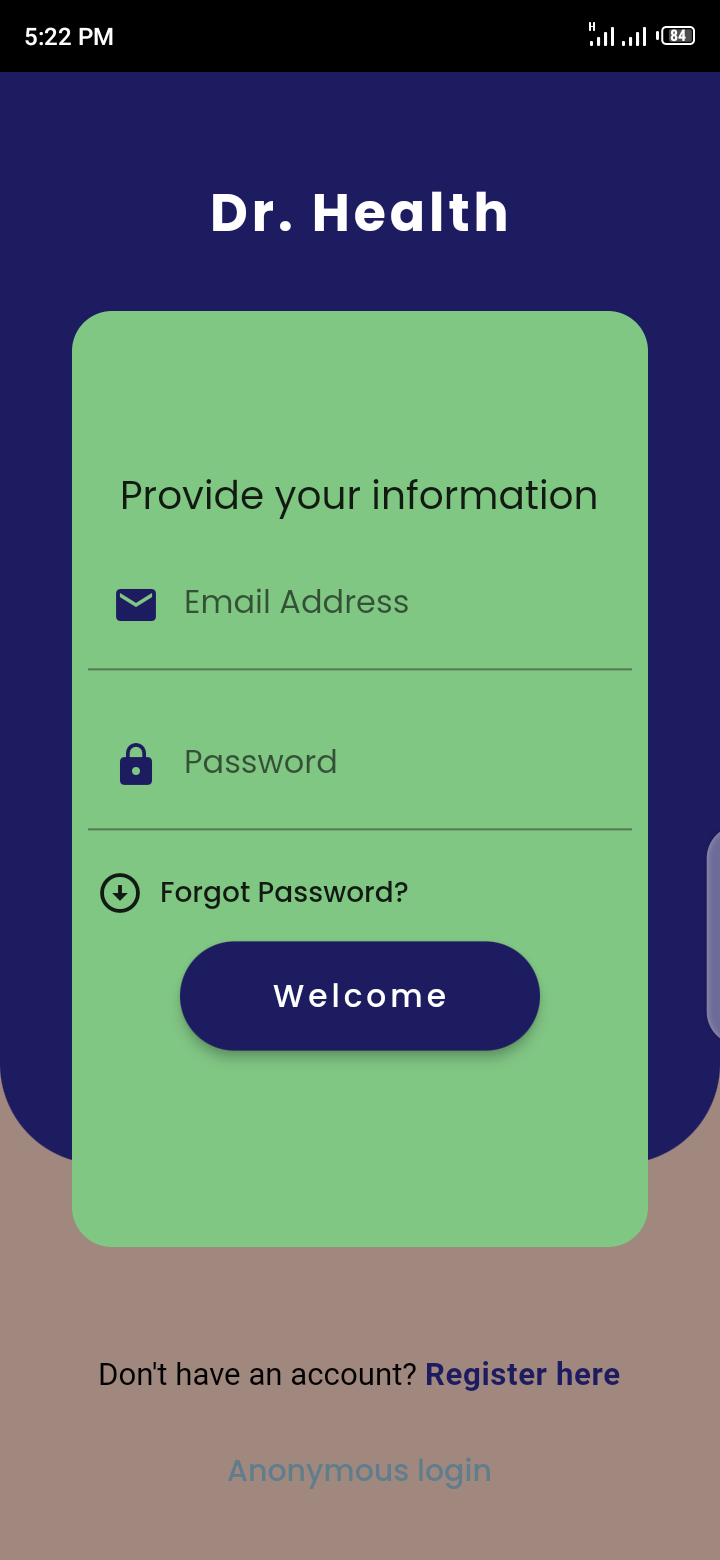 5:22 PM
H
84
Dr. Health
Provide your information
Email Address
Password
Forgot Password?
Welcome
Don't have an account? Register here
Anonymous login